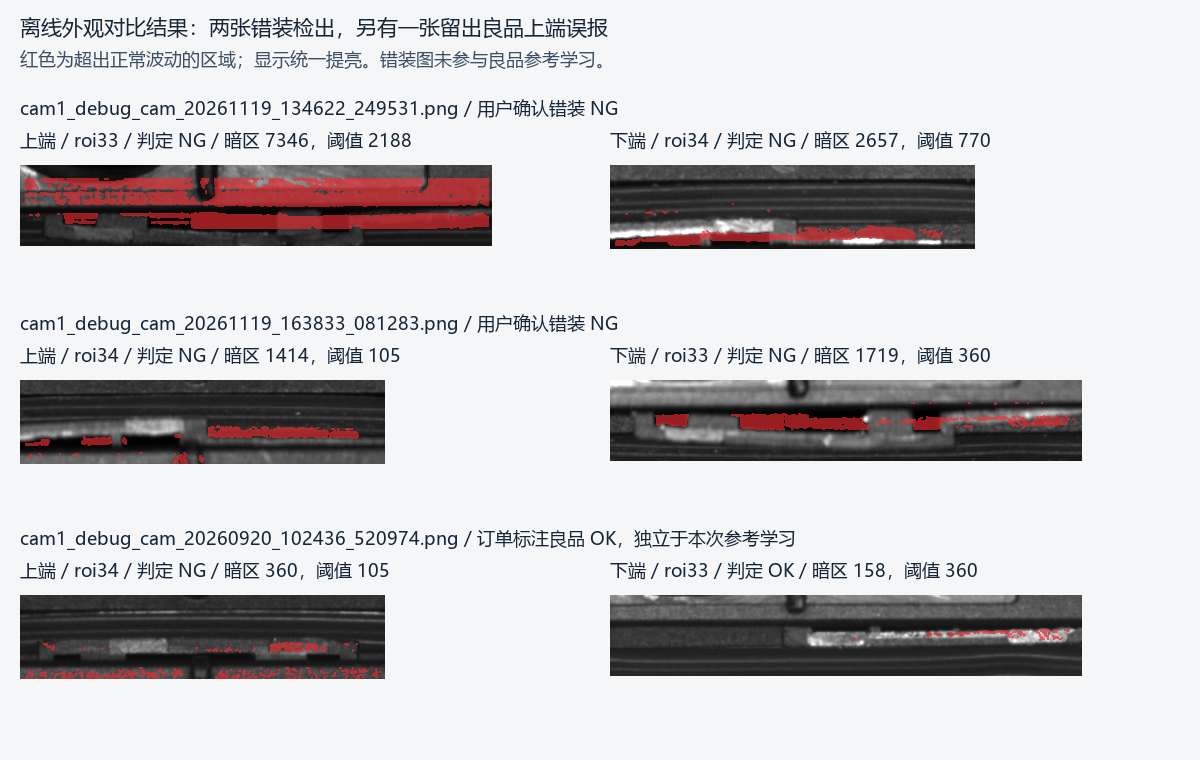 离线外观对比结果：两张错装检出，另有一张留出良品上端误报
红色为超出正常波动的区域；显示统一提亮。错装图未参与良品参考学习。
cam1_debug_cam_20261119_134622_249531.png / 用户确认错装 NG
上端 / roi33 / 判定 NG / 暗区 7346，阈值 2188
下端 / roi34 / 判定 NG / 暗区 2657，阈值 770
cam1_debug_cam_20261119_163833_081283.png / 用户确认错装 NG
上端 / roi34 / 判定 NG / 暗区 1414，阈值 105
下端 / roi33 / 判定 NG / 暗区 1719，阈值 360
cam1_debug_cam_20260920_102436_520974.png / 订单标注良品 OK，独立于本次参考学习
上端 / roi34 / 判定 NG / 暗区 360，阈值 105
下端 / roi33 / 判定 OK / 暗区 158，阈值 360